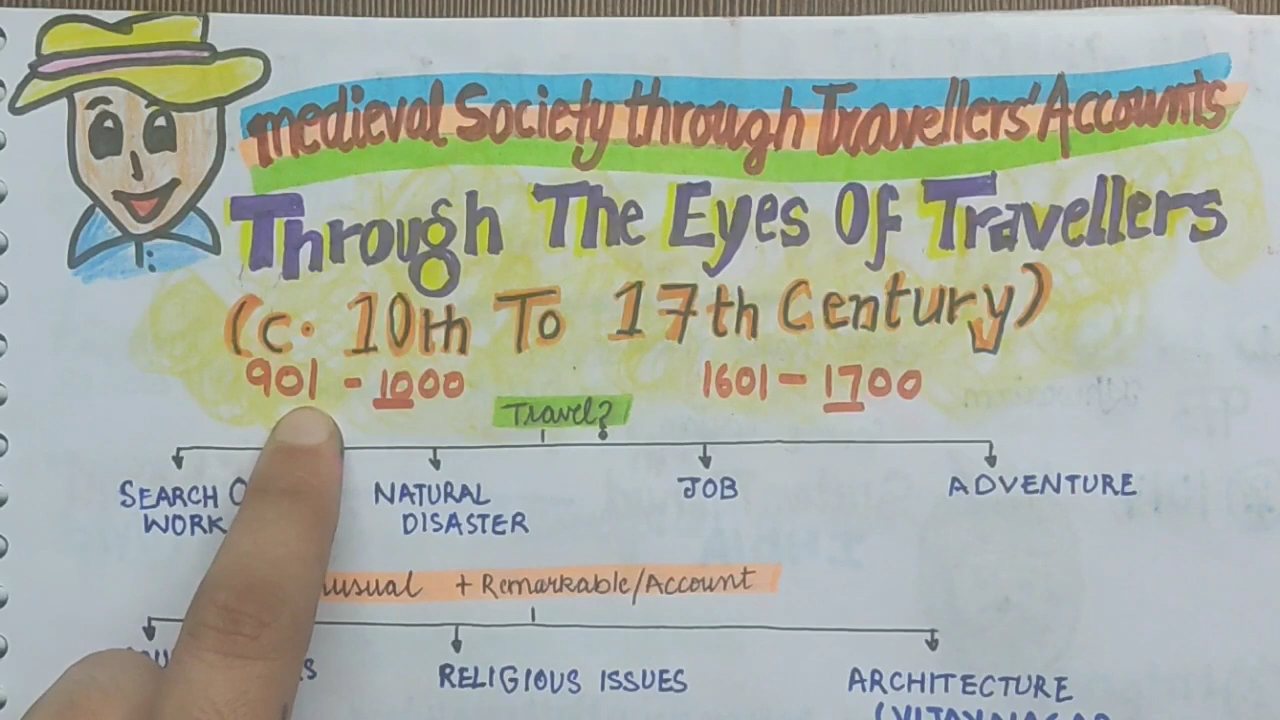 medieval Society through Travellers' Accounts
Through The Eyes Of Travellers
(c. 10th To 17th Century)
901 - 1000 1601 - 1700
Travel?
SEARCH NATURAL DISASTER JOB ADVENTURE
WORK
+ Remarkable/Account
RELIGIOUS ISSUES ARCHITECTURE